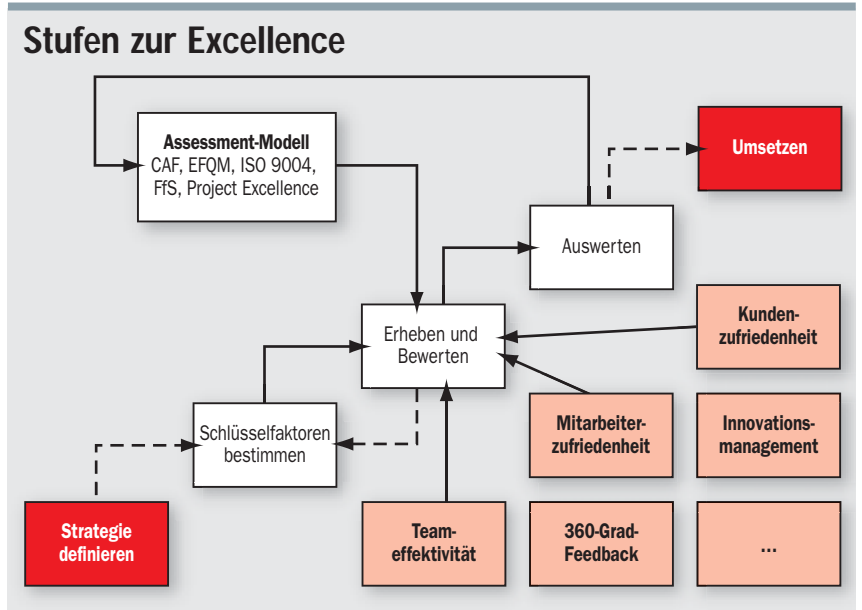 Stufen zur Excellence
Assessment-Modell
CAF, EFQM, ISO 9004,
FfS, Project Excellence
Umsetzen
Auswerten
Erheben und
Bewerten
Kunden-
zufriedenheit
Schlüsselfaktoren
bestimmen
Mitarbeiter-
zufriedenheit
Innovations-
management
Strategie
definieren
Team-
effektivität
360-Grad-
Feedback
...